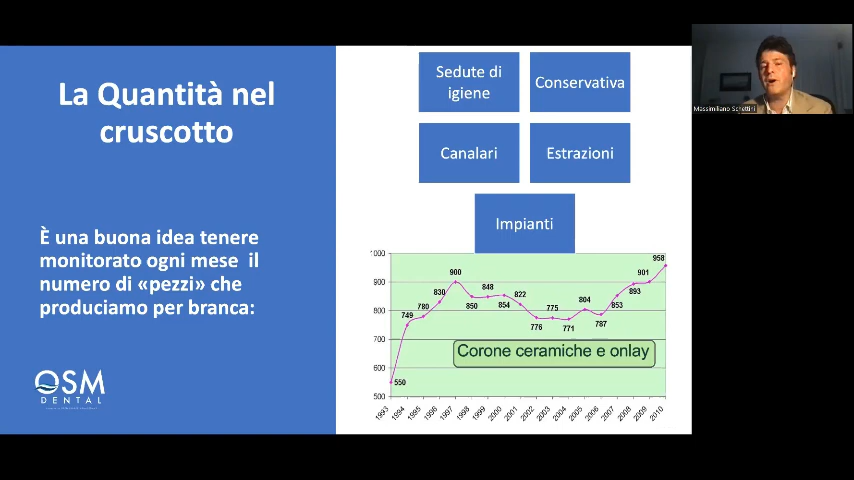 La Quantità nel
cruscotto
È una buona idea tenere
monitorato ogni mese il
numero di «pezzi» che
produciamo per branca:
OSM
DENTAL
Sedute di
igiene
Conservativa
Canalari
Estrazioni
Impianti
1000
900
800
700
600
500
550
749
780
830
900
850
848
854
822
776
775
771
804
787
853
893
901
958
Corone ceramiche e onlay
1993
1994
1995
1996
1997
1998
1999
2000
2001
2002
2003
2004
2005
2006
2007
2008
2009
2010
Massimiliano Schettini